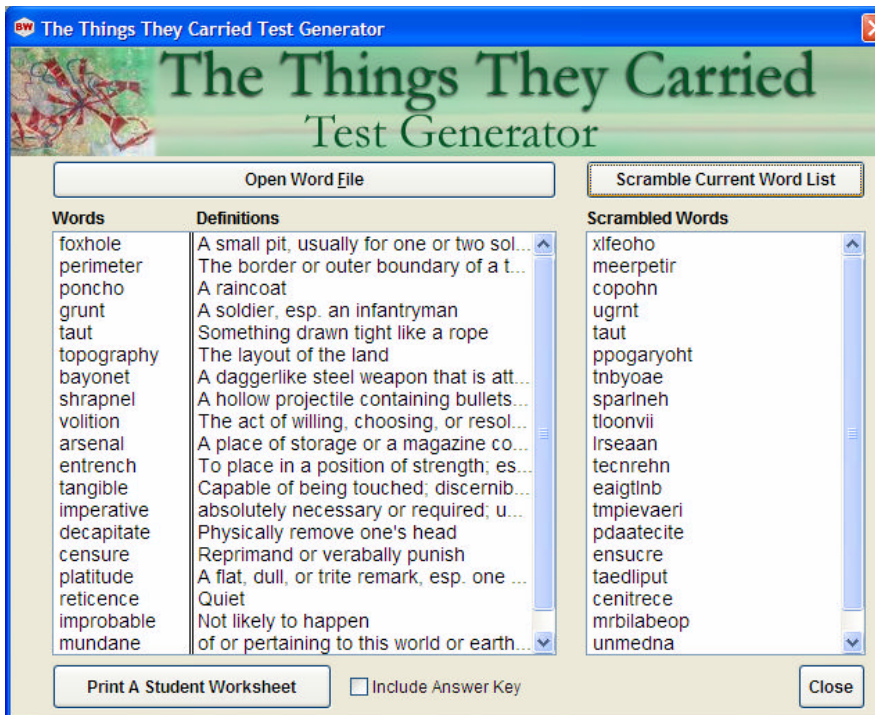 BW The Things They Carried Test Generator
The Things They Carried
Test Generator
Open Word File
Scramble Current Word List
Words Definitions
foxhole A small pit, usually for one or two sol...
perimeter The border or outer boundary of a t...
poncho A raincoat
grunt A soldier, esp. an infantryman
taut Something drawn tight like a rope
topography The layout of the land
bayonet A daggerlike steel weapon that is att...
shrapnel A hollow projectile containing bullets...
volition The act of willing, choosing, or resol...
arsenal A place of storage or a magazine co...
entrench To place in a position of strength; es...
tangible Capable of being touched; discernib...
imperative absolutely necessary or required; u...
decapitate Physically remove one's head
censure Reprimand or verabally punish
platitude A flat, dull, or trite remark, esp. one ...
reticence Quiet
improbable Not likely to happen
mundane of or pertaining to this world or earth...
Scrambled Words
xlfeoho
meerpetir
copohn
ugrnt
taut
ppogaryoht
tnbyoae
sparlneh
tloonvii
lrseaan
tecnrehn
eaigtlnb
tmpievaeri
pdaatecite
ensucre
taedliput
cenitrece
mrbilabeop
unmedna
Print A Student Worksheet
Include Answer Key
Close